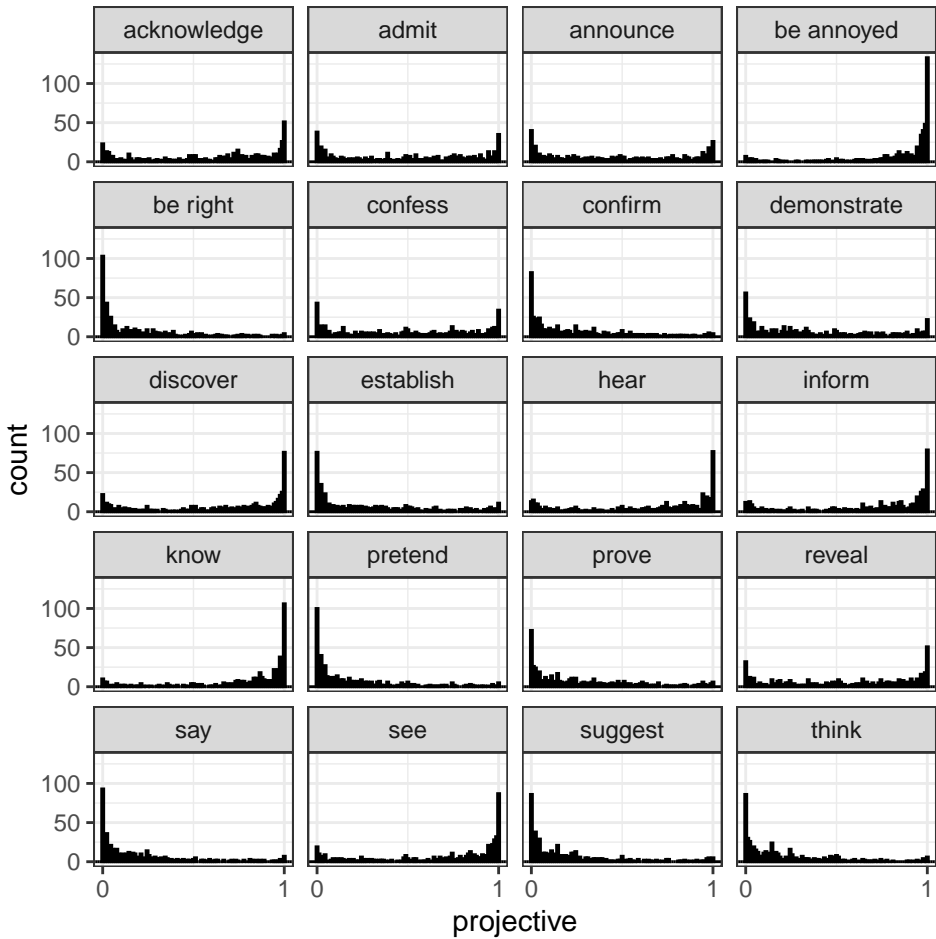 acknowledge admit announce be annoyed
100
50
0
be right confess confirm demonstrate
100
50
0
discover establish hear inform
100
50
0
count
know pretend prove reveal
100
50
0
say see suggest think
100
50
0
0 1 0 1 0 1 0 1
projective